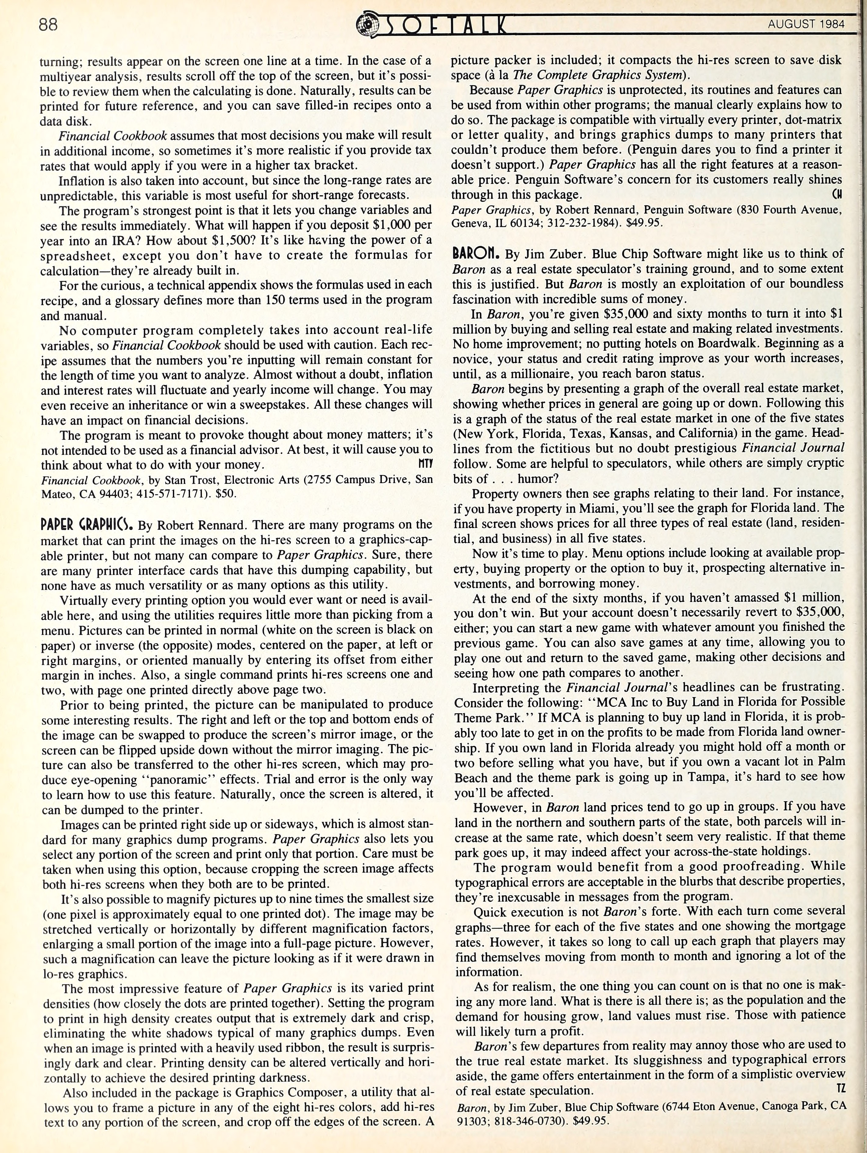 88
SOFTALK
AUGUST 1984
turning; results appear on the screen one line at a time. In the case of a
multiyear analysis, results scroll off the top of the screen, but it's possi-
ble to review them when the calculating is done. Naturally, results can be
printed for future reference, and you can save filled-in recipes onto a
data disk.
Financial Cookbook assumes that most decisions you make will result
in additional income, so sometimes it's more realistic if you provide tax
rates that would apply if you were in a higher tax bracket.
Inflation is also taken into account, but since the long-range rates are
unpredictable, this variable is most useful for short-range forecasts.
The program's strongest point is that it lets you change variables and
see the results immediately. What will happen if you deposit $1,000 per
year into an IRA? How about $1,500? It's like having the power of a
spreadsheet, except you don't have to create the formulas for
calculation—they're already built in.
For the curious, a technical appendix shows the formulas used in each
recipe, and a glossary defines more than 150 terms used in the program
and manual.
No computer program completely takes into account real-life
variables, so Financial Cookbook should be used with caution. Each rec-
ipe assumes that the numbers you're inputting will remain constant for
the length of time you want to analyze. Almost without a doubt, inflation
and interest rates will fluctuate and yearly income will change. You may
even receive an inheritance or win a sweepstakes. All these changes will
have an impact on financial decisions.
The program is meant to provoke thought about money matters; it's
not intended to be used as a financial advisor. At best, it will cause you to
think about what to do with your money. MTY
Financial Cookbook, by Stan Trost, Electronic Arts (2755 Campus Drive, San
Mateo, CA 94403; 415-571-7171). $50.
PAPER GRAPHICS. By Robert Rennard. There are many programs on the
market that can print the images on the hi-res screen to a graphics-cap-
able printer, but not many can compare to Paper Graphics. Sure, there
are many printer interface cards that have this dumping capability, but
none have as much versatility or as many options as this utility.
Virtually every printing option you would ever want or need is avail-
able here, and using the utilities requires little more than picking from a
menu. Pictures can be printed in normal (white on the screen is black on
paper) or inverse (the opposite) modes, centered on the paper, at left or
right margins, or oriented manually by entering its offset from either
margin in inches. Also, a single command prints hi-res screens one and
two, with page one printed directly above page two.
Prior to being printed, the picture can be manipulated to produce
some interesting results. The right and left or the top and bottom ends of
the image can be swapped to produce the screen's mirror image, or the
screen can be flipped upside down without the mirror imaging. The pic-
ture can also be transferred to the other hi-res screen, which may pro-
duce eye-opening "panoramic" effects. Trial and error is the only way
to learn how to use this feature. Naturally, once the screen is altered, it
can be dumped to the printer.
Images can be printed right side up or sideways, which is almost stan-
dard for many graphics dump programs. Paper Graphics also lets you
select any portion of the screen and print only that portion. Care must be
taken when using this option, because cropping the screen image affects
both hi-res screens when they both are to be printed.
It's also possible to magnify pictures up to nine times the smallest size
(one pixel is approximately equal to one printed dot). The image may be
stretched vertically or horizontally by different magnification factors,
enlarging a small portion of the image into a full-page picture. However,
such a magnification can leave the picture looking as if it were drawn in
lo-res graphics.
The most impressive feature of Paper Graphics is its varied print
densities (how closely the dots are printed together). Setting the program
to print in high density creates output that is extremely dark and crisp,
eliminating the white shadows typical of many graphics dumps. Even
when an image is printed with a heavily used ribbon, the result is surpris-
ingly dark and clear. Printing density can be altered vertically and hori-
zontally to achieve the desired printing darkness.
Also included in the package is Graphics Composer, a utility that al-
lows you to frame a picture in any of the eight hi-res colors, add hi-res
text to any portion of the screen, and crop off the edges of the screen. A
picture packer is included; it compacts the hi-res screen to save disk
space (à la The Complete Graphics System).
Because Paper Graphics is unprotected, its routines and features can
be used from within other programs; the manual clearly explains how to
do so. The package is compatible with virtually every printer, dot-matrix
or letter quality, and brings graphics dumps to many printers that
couldn't produce them before. (Penguin dares you to find a printer it
doesn't support.) Paper Graphics has all the right features at a reason-
able price. Penguin Software's concern for its customers really shines
through in this package. CH
Paper Graphics, by Robert Rennard, Penguin Software (830 Fourth Avenue,
Geneva, IL 60134; 312-232-1984). $49.95.
BARON. By Jim Zuber. Blue Chip Software might like us to think of
Baron as a real estate speculator's training ground, and to some extent
this is justified. But Baron is mostly an exploitation of our boundless
fascination with incredible sums of money.
In Baron, you're given $35,000 and sixty months to turn it into $1
million by buying and selling real estate and making related investments.
No home improvement; no putting hotels on Boardwalk. Beginning as a
novice, your status and credit rating improve as your worth increases,
until, as a millionaire, you reach baron status.
Baron begins by presenting a graph of the overall real estate market,
showing whether prices in general are going up or down. Following this
is a graph of the status of the real estate market in one of the five states
(New York, Florida, Texas, Kansas, and California) in the game. Head-
lines from the fictitious but no doubt prestigious Financial Journal
follow. Some are helpful to speculators, while others are simply cryptic
bits of . . . humor?
Property owners then see graphs relating to their land. For instance,
if you have property in Miami, you'll see the graph for Florida land. The
final screen shows prices for all three types of real estate (land, residen-
tial, and business) in all five states.
Now it's time to play. Menu options include looking at available prop-
erty, buying property or the option to buy it, prospecting alternative in-
vestments, and borrowing money.
At the end of the sixty months, if you haven't amassed $1 million,
you don't win. But your account doesn't necessarily revert to $35,000,
either; you can start a new game with whatever amount you finished the
previous game. You can also save games at any time, allowing you to
play one out and return to the saved game, making other decisions and
seeing how one path compares to another.
Interpreting the Financial Journal's headlines can be frustrating.
Consider the following: "MCA Inc to Buy Land in Florida for Possible
Theme Park." If MCA is planning to buy up land in Florida, it is prob-
ably too late to get in on the profits to be made from Florida land owner-
ship. If you own land in Florida already you might hold off a month or
two before selling what you have, but if you own a vacant lot in Palm
Beach and the theme park is going up in Tampa, it's hard to see how
you'll be affected.
However, in Baron land prices tend to go up in groups. If you have
land in the northern and southern parts of the state, both parcels will in-
crease at the same rate, which doesn't seem very realistic. If that theme
park goes up, it may indeed affect your across-the-state holdings.
The program would benefit from a good proofreading. While
typographical errors are acceptable in the blurbs that describe properties,
they're inexcusable in messages from the program.
Quick execution is not Baron's forte. With each turn come several
graphs—three for each of the five states and one showing the mortgage
rates. However, it takes so long to call up each graph that players may
find themselves moving from month to month and ignoring a lot of the
information.
As for realism, the one thing you can count on is that no one is mak-
ing any more land. What is there is all there is; as the population and the
demand for housing grow, land values must rise. Those with patience
will likely turn a profit.
Baron's few departures from reality may annoy those who are used to
the true real estate market. Its sluggishness and typographical errors
aside, the game offers entertainment in the form of a simplistic overview
of real estate speculation. TZ
Baron, by Jim Zuber, Blue Chip Software (6744 Eton Avenue, Canoga Park, CA
91303; 818-346-0730). $49.95.